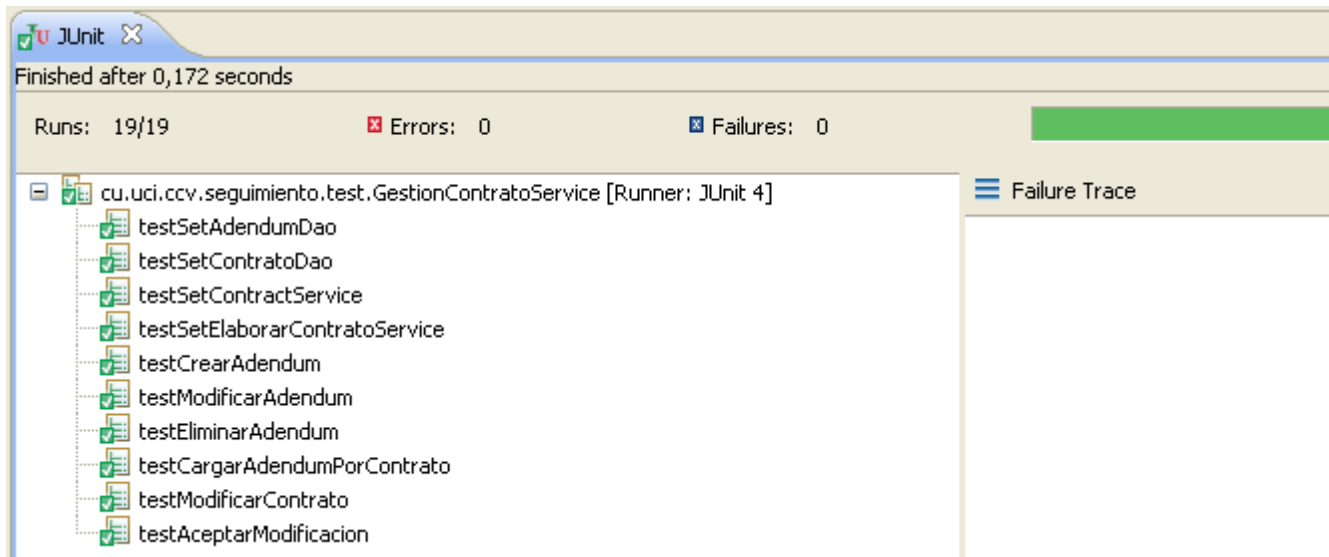 JUnit
Finished after 0,172 seconds
Runs: 19/19 Errors: 0 Failures: 0
cu.uci.ccv.seguimiento.test.GestionContratoService [Runner: JUnit 4]
Failure Trace
testSetAdendumDao
testSetContratoDao
testSetContractService
testSetElaborarContratoService
testCrearAdendum
testModificarAdendum
testEliminarAdendum
testCargarAdendumPorContrato
testModificarContrato
testAceptarModificacion